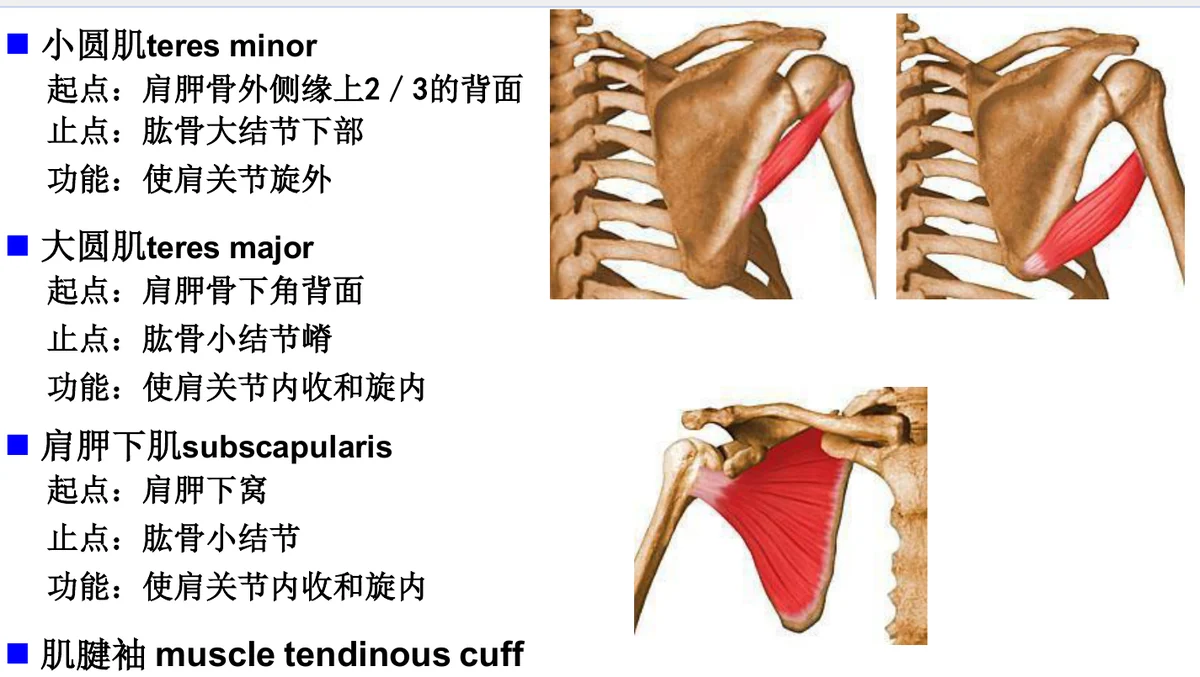 小圆肌teres minor
起点：肩胛骨外侧缘上2／3的背面
止点：肱骨大结节下部
功能：使肩关节旋外
大圆肌teres major
起点：肩胛骨下角背面
止点：肱骨小结节嵴
功能：使肩关节内收和旋内
肩胛下肌subscapularis
起点：肩胛下窝
止点：肱骨小结节
功能：使肩关节内收和旋内
肌腱袖 muscle tendinous cuff